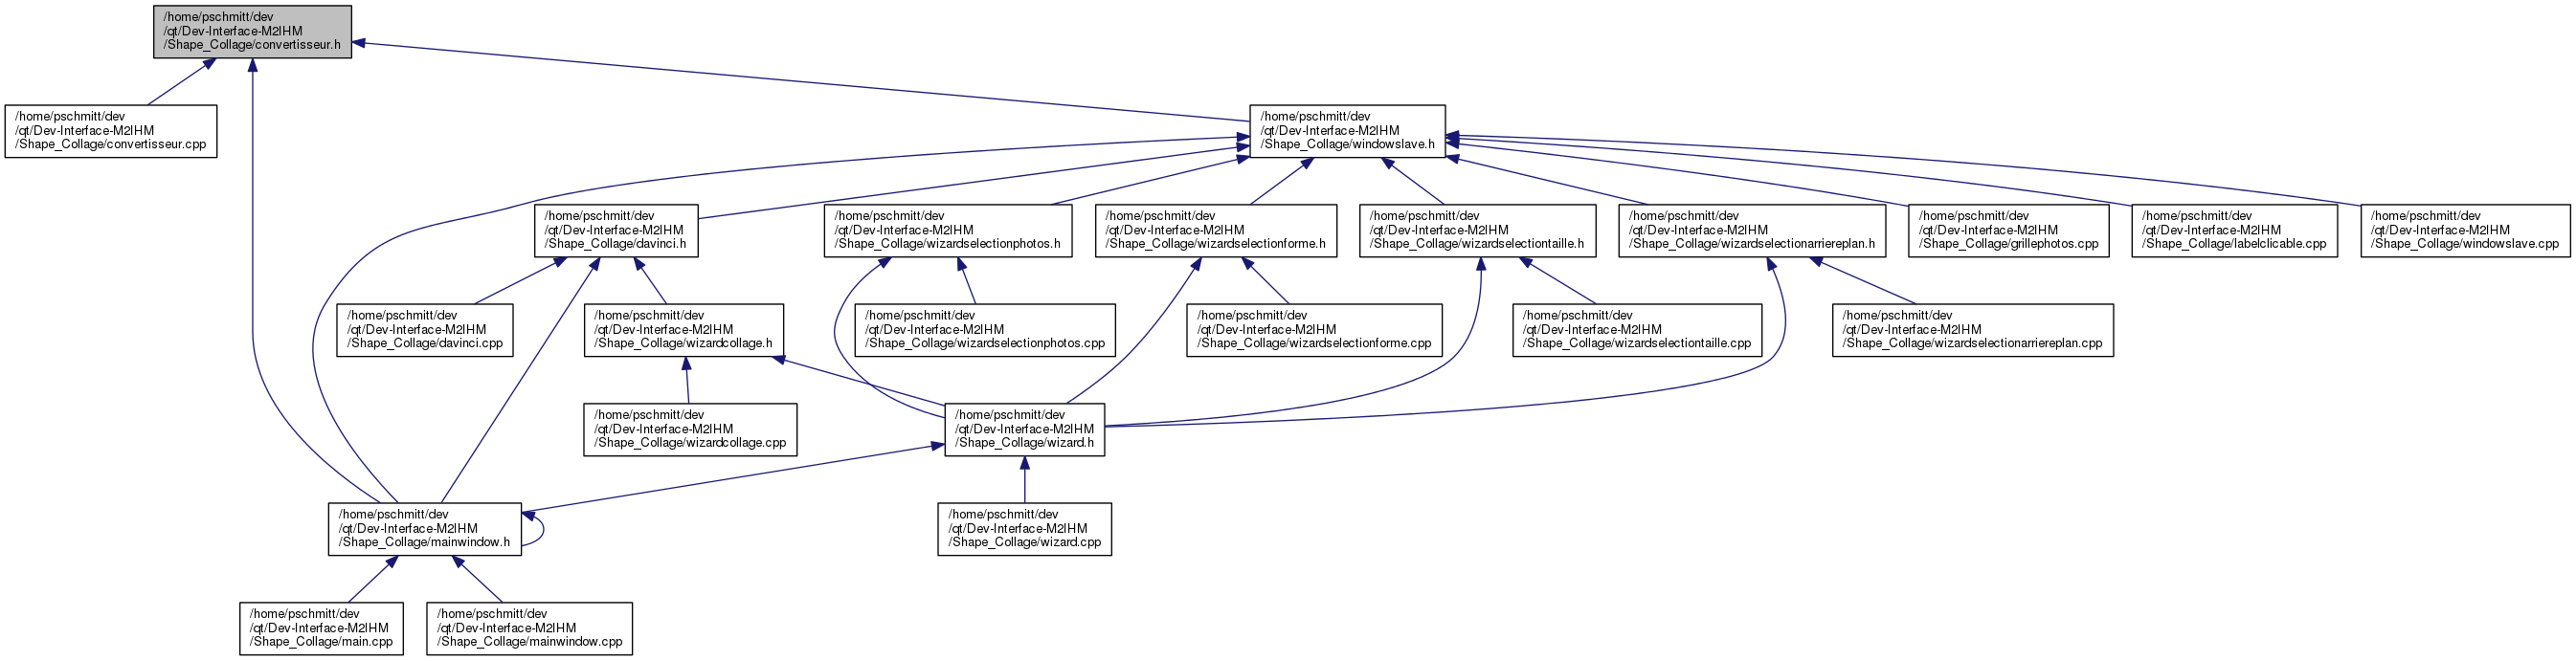 /home/pschmitt/dev
/qt/Dev-Interface-M2IHM
/Shape_Collage/convertisseur.h
/home/pschmitt/dev
/qt/Dev-Interface-M2IHM
/Shape_Collage/convertisseur.cpp
/home/pschmitt/dev
/qt/Dev-Interface-M2IHM
/Shape_Collage/windowslave.h
/home/pschmitt/dev
/qt/Dev-Interface-M2IHM
/Shape_Collage/davinci.h
/home/pschmitt/dev
/qt/Dev-Interface-M2IHM
/Shape_Collage/wizardselectionphotos.h
/home/pschmitt/dev
/qt/Dev-Interface-M2IHM
/Shape_Collage/wizardselectionforme.h
/home/pschmitt/dev
/qt/Dev-Interface-M2IHM
/Shape_Collage/wizardselectiontaille.h
/home/pschmitt/dev
/qt/Dev-Interface-M2IHM
/Shape_Collage/wizardselectionarriereplan.h
/home/pschmitt/dev
/qt/Dev-Interface-M2IHM
/Shape_Collage/grillephotos.cpp
/home/pschmitt/dev
/qt/Dev-Interface-M2IHM
/Shape_Collage/labelclicable.cpp
/home/pschmitt/dev
/qt/Dev-Interface-M2IHM
/Shape_Collage/windowslave.cpp
/home/pschmitt/dev
/qt/Dev-Interface-M2IHM
/Shape_Collage/davinci.cpp
/home/pschmitt/dev
/qt/Dev-Interface-M2IHM
/Shape_Collage/wizardcollage.h
/home/pschmitt/dev
/qt/Dev-Interface-M2IHM
/Shape_Collage/wizardselectionphotos.cpp
/home/pschmitt/dev
/qt/Dev-Interface-M2IHM
/Shape_Collage/wizardselectionforme.cpp
/home/pschmitt/dev
/qt/Dev-Interface-M2IHM
/Shape_Collage/wizardselectiontaille.cpp
/home/pschmitt/dev
/qt/Dev-Interface-M2IHM
/Shape_Collage/wizardselectionarriereplan.cpp
/home/pschmitt/dev
/qt/Dev-Interface-M2IHM
/Shape_Collage/wizardcollage.cpp
/home/pschmitt/dev
/qt/Dev-Interface-M2IHM
/Shape_Collage/wizard.h
/home/pschmitt/dev
/qt/Dev-Interface-M2IHM
/Shape_Collage/mainwindow.h
/home/pschmitt/dev
/qt/Dev-Interface-M2IHM
/Shape_Collage/wizard.cpp
/home/pschmitt/dev
/qt/Dev-Interface-M2IHM
/Shape_Collage/main.cpp
/home/pschmitt/dev
/qt/Dev-Interface-M2IHM
/Shape_Collage/mainwindow.cpp